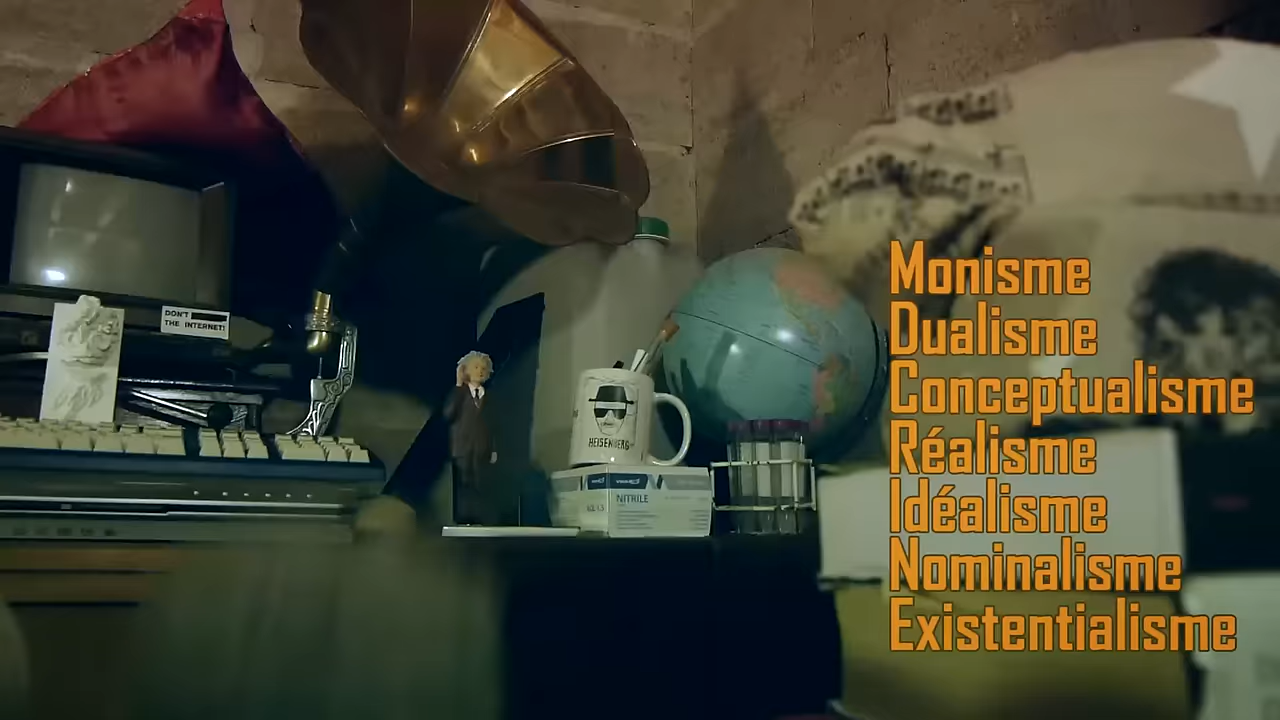 DON'T
THE INTERNET!
HEISENBERG
NITRILE
Monisme
Dualisme
Conceptualisme
Réalisme
Idéalisme
Nominalisme
Existentialisme